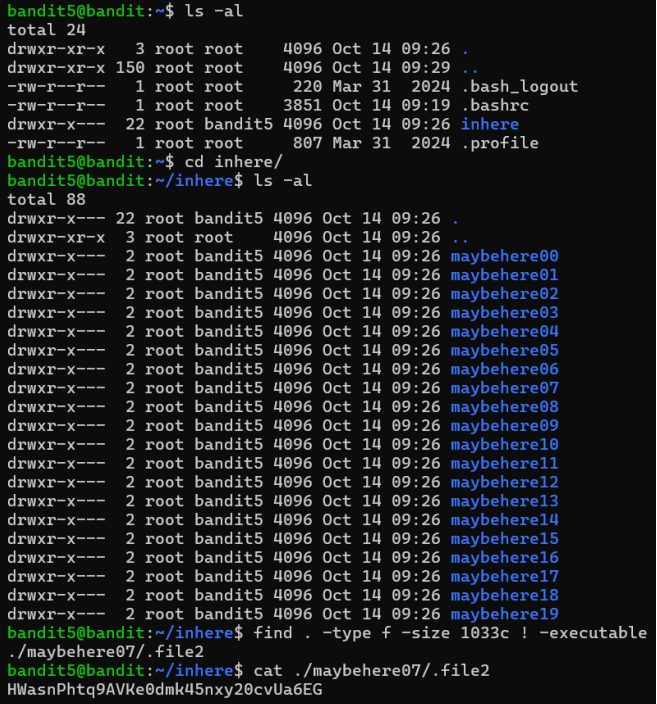 bandit5@bandit:~$ ls -al
total 24
drwxr-xr-x   3 root root    4096 Oct 14 09:26 .
drwxr-xr-x 150 root root    4096 Oct 14 09:29 ..
-rw-r--r--   1 root root     220 Mar 31  2024 .bash_logout
-rw-r--r--   1 root root    3851 Oct 14 09:19 .bashrc
drwxr-x---  22 root bandit5 4096 Oct 14 09:26 inhere
-rw-r--r--   1 root root     807 Mar 31  2024 .profile
bandit5@bandit:~$ cd inhere/
bandit5@bandit:~/inhere$ ls -al
total 88
drwxr-x--- 22 root bandit5 4096 Oct 14 09:26 .
drwxr-xr-x  3 root root    4096 Oct 14 09:26 ..
drwxr-x---  2 root bandit5 4096 Oct 14 09:26 maybehere00
drwxr-x---  2 root bandit5 4096 Oct 14 09:26 maybehere01
drwxr-x---  2 root bandit5 4096 Oct 14 09:26 maybehere02
drwxr-x---  2 root bandit5 4096 Oct 14 09:26 maybehere03
drwxr-x---  2 root bandit5 4096 Oct 14 09:26 maybehere04
drwxr-x---  2 root bandit5 4096 Oct 14 09:26 maybehere05
drwxr-x---  2 root bandit5 4096 Oct 14 09:26 maybehere06
drwxr-x---  2 root bandit5 4096 Oct 14 09:26 maybehere07
drwxr-x---  2 root bandit5 4096 Oct 14 09:26 maybehere08
drwxr-x---  2 root bandit5 4096 Oct 14 09:26 maybehere09
drwxr-x---  2 root bandit5 4096 Oct 14 09:26 maybehere10
drwxr-x---  2 root bandit5 4096 Oct 14 09:26 maybehere11
drwxr-x---  2 root bandit5 4096 Oct 14 09:26 maybehere12
drwxr-x---  2 root bandit5 4096 Oct 14 09:26 maybehere13
drwxr-x---  2 root bandit5 4096 Oct 14 09:26 maybehere14
drwxr-x---  2 root bandit5 4096 Oct 14 09:26 maybehere15
drwxr-x---  2 root bandit5 4096 Oct 14 09:26 maybehere16
drwxr-x---  2 root bandit5 4096 Oct 14 09:26 maybehere17
drwxr-x---  2 root bandit5 4096 Oct 14 09:26 maybehere18
drwxr-x---  2 root bandit5 4096 Oct 14 09:26 maybehere19
bandit5@bandit:~/inhere$ find . -type f -size 1033c ! -executable
./maybehere07/.file2
bandit5@bandit:~/inhere$ cat ./maybehere07/.file2
HWasnPhtq9AVKe0dmk45nxy20cvUa6EG